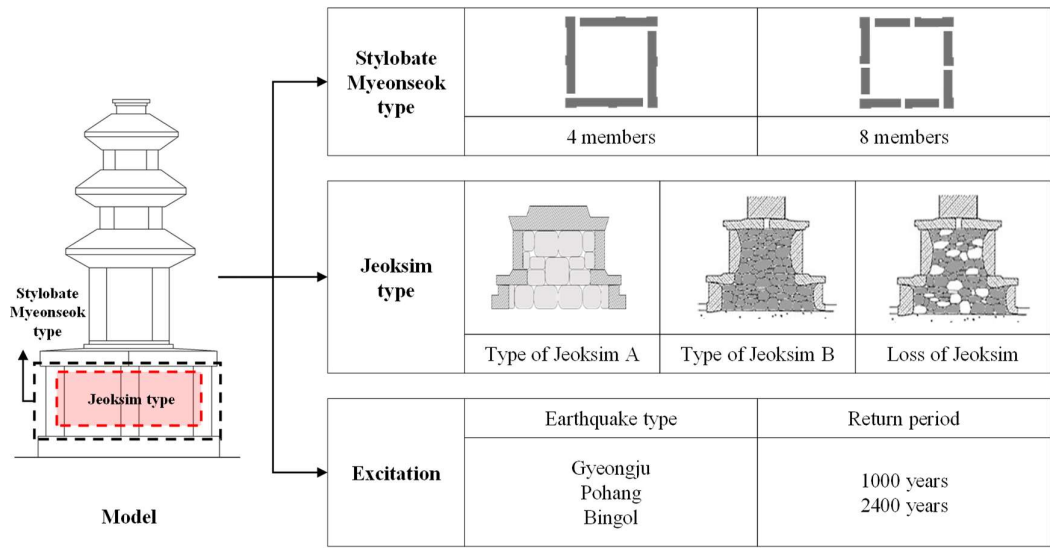 Stylobate
Myeonseok
type
Jeoksim type
Model
Stylobate
Myeonseok
type
4 members
8 members
Jeoksim
type
Type of Jeoksim A
Type of Jeoksim B
Loss of Jeoksim
Excitation
Earthquake type
Return period
Gyeongju
Pohang
Bingol
1000 years
2400 years